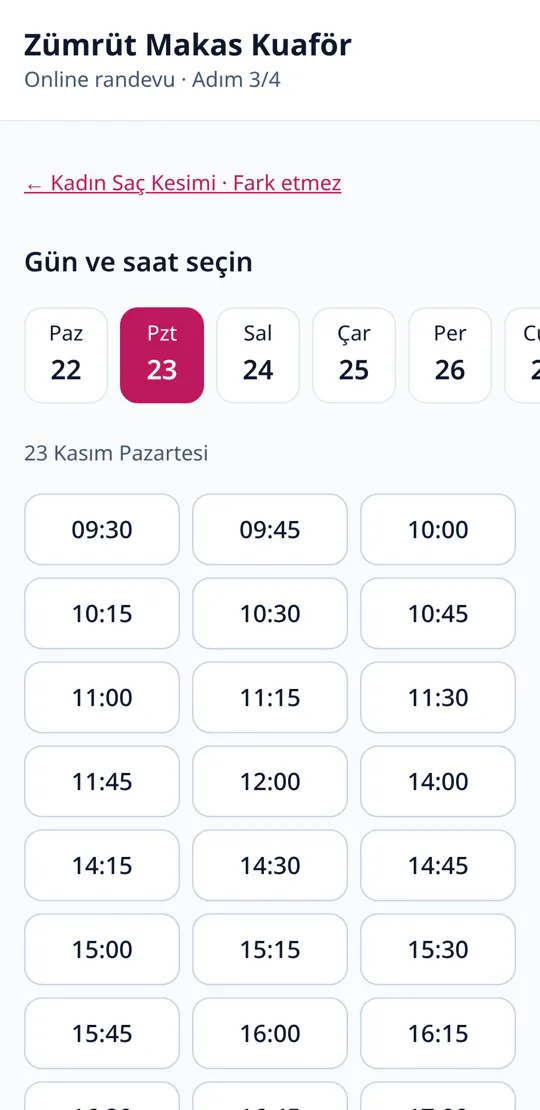 Zümrüt Makas Kuaför
Online randevu · Adım 3/4
← Kadın Saç Kesimi · Fark etmez
Gün ve saat seçin
Paz Pzt Sal Çar Per
22 23 24 25 26
23 Kasım Pazartesi
09:30 09:45 10:00
10:15 10:30 10:45
11:00 11:15 11:30
11:45 12:00 14:00
14:15 14:30 14:45
15:00 15:15 15:30
15:45 16:00 16:15